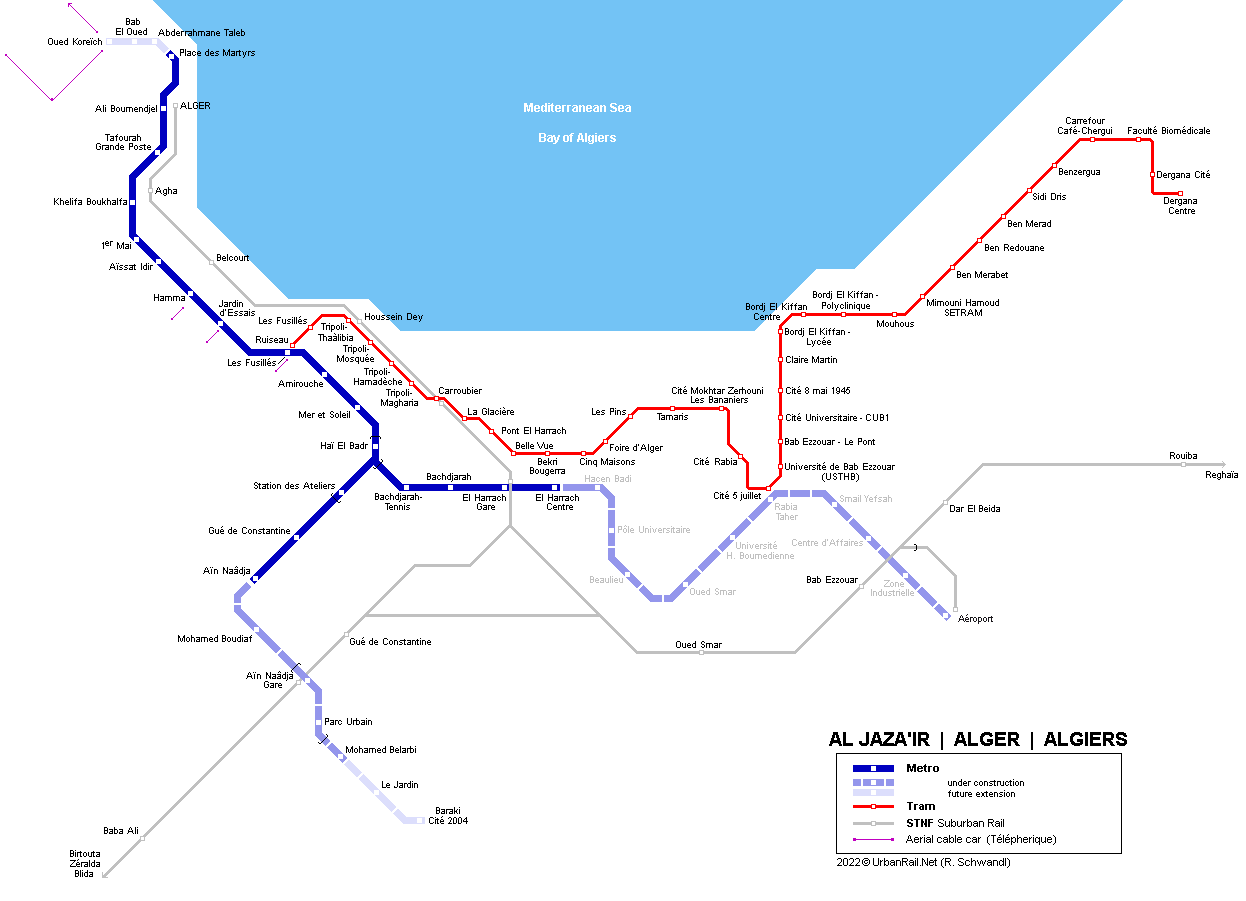 Bab
El Oued
Abderrahmane Taleb
Oued Koreïch
Place des Martyrs
Ali Boumendjel
ALGER
Tafourah
Grande Poste
Agha
Khelifa Boukhalfa
1er Mai
Aïssat Idir
Belcourt
Hamma
Jardin
d'Essais
Les Fusillés
Ruiseau
Les Fusillés
Tripoli-
Thaâlibia
Houssein Dey
Tripoli-
Mosquée
Tripoli-
Hamadèche
Tripoli-
Magharia
Carroubier
La Glacière
Pont El Harrach
Belle Vue
Bekri
Bougerra
Cinq Maisons
Foire d'Alger
Les Pins
Tamaris
Cité Mokhtar Zerhouni
Les Bananiers
Cité Rabia
Cité 5 juillet
Université de Bab Ezzouar
(USTHB)
Bab Ezzouar - Le Pont
Cité Universitaire - CUB1
Cité 8 mai 1945
Claire Martin
Bordj El Kiffan -
Lycée
Bordj El Kiffan
Centre
Bordj El Kiffan -
Polyclinique
Mouhous
Mimouni Hamoud
SETRAM
Ben Merabet
Ben Redouane
Ben Merad
Sidi Dris
Benzergua
Carrefour
Café-Chergui
Faculté Biomédicale
Dergana Cité
Dergana
Centre
Mediterranean Sea
Bay of Algiers
Amirouche
Mer et Soleil
Haï El Badr
Station des Ateliers
Gué de Constantine
Aïn Naâdja
Bachdjarah-
Tennis
Bachdjarah
El Harrach
Gare
El Harrach
Centre
Hacen Badi
Pôle Universitaire
Beaulieu
Oued Smar
Université
H. Boumedienne
Rabia
Taher
Smail Yefsah
Centre d'Affaires
Zone
Industrielle
Aéroport
Bab Ezzouar
Dar El Beida
Rouiba
Reghaïa
Oued Smar
Mohamed Boudiaf
Gué de Constantine
Aïn Naâdja
Gare
Parc Urbain
Mohamed Belarbi
Le Jardin
Baraki
Cité 2004
Baba Ali
Birtouta
Zéralda
Blida
AL JAZA'IR | ALGER | ALGIERS
Metro
under construction
future extension
Tram
STNF Suburban Rail
Aerial cable car (Télépherique)
2022 © UrbanRail.Net (R. Schwandl)